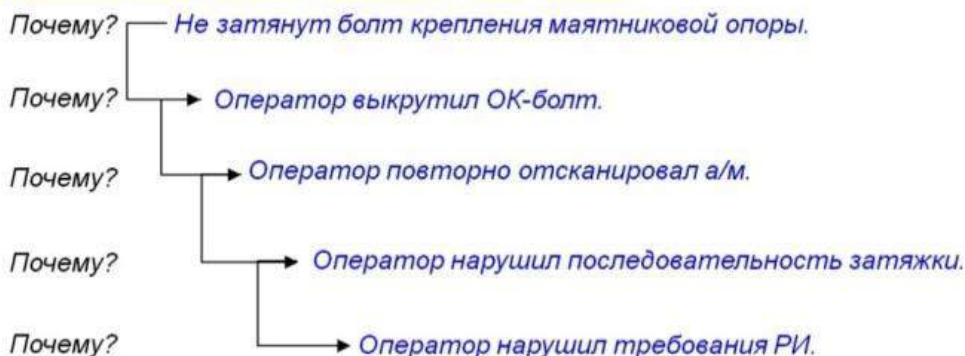 Почему? Не затянут болт крепления маятниковой опоры.
Почему? Оператор выкрутил ОК-болт.
Почему? Оператор повторно отсканировал а/м.
Почему? Оператор нарушил последовательность затяжки.
Почему? Оператор нарушил требования РИ.